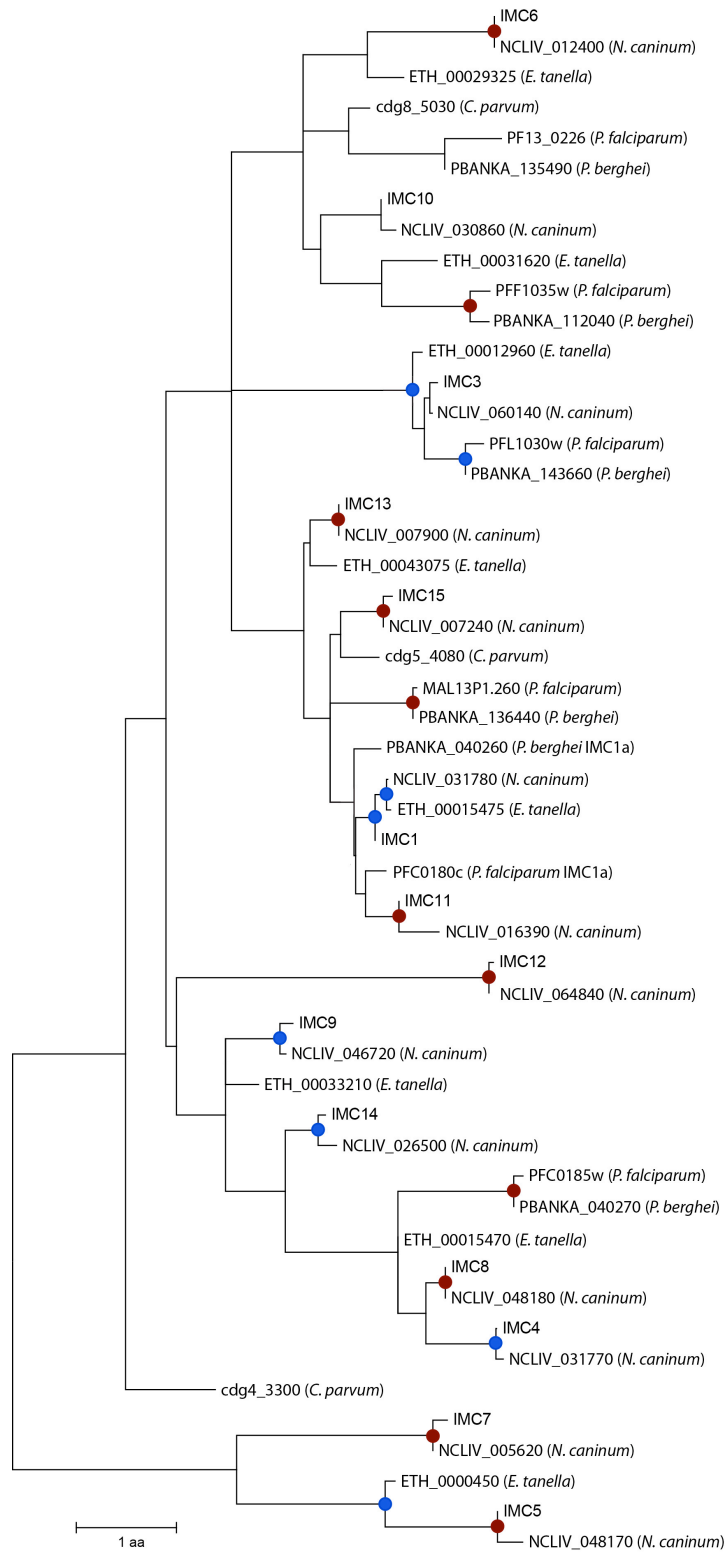 IMC6
NCLIV_012400 (N. caninum)
ETH_00029325 (E. tanella)
cdg8_5030 (C. parvum)
PF13_0226 (P. falciparum)
PBANKA_135490 (P. berghei)
IMC10
NCLIV_030860 (N. caninum)
ETH_00031620 (E. tanella)
PFF1035w (P. falciparum)
PBANKA_112040 (P. berghei)
ETH_00012960 (E. tanella)
IMC3
NCLIV_060140 (N. caninum)
PFL1030w (P. falciparum)
PBANKA_143660 (P. berghei)
IMC13
NCLIV_007900 (N. caninum)
ETH_00043075 (E. tanella)
IMC15
NCLIV_007240 (N. caninum)
cdg5_4080 (C. parvum)
MAL13P1.260 (P. falciparum)
PBANKA_136440 (P. berghei)
PBANKA_040260 (P. berghei IMC1a)
NCLIV_031780 (N. caninum)
ETH_00015475 (E. tanella)
IMC1
PFC0180c (P. falciparum IMC1a)
IMC11
NCLIV_016390 (N. caninum)
IMC12
NCLIV_064840 (N. caninum)
IMC9
NCLIV_046720 (N. caninum)
ETH_00033210 (E. tanella)
IMC14
NCLIV_026500 (N. caninum)
PFC0185w (P. falciparum)
PBANKA_040270 (P. berghei)
ETH_00015470 (E. tanella)
IMC8
NCLIV_048180 (N. caninum)
IMC4
NCLIV_031770 (N. caninum)
cdg4_3300 (C. parvum)
IMC7
NCLIV_005620 (N. caninum)
ETH_0000450 (E. tanella)
IMC5
NCLIV_048170 (N. caninum)
1 aa